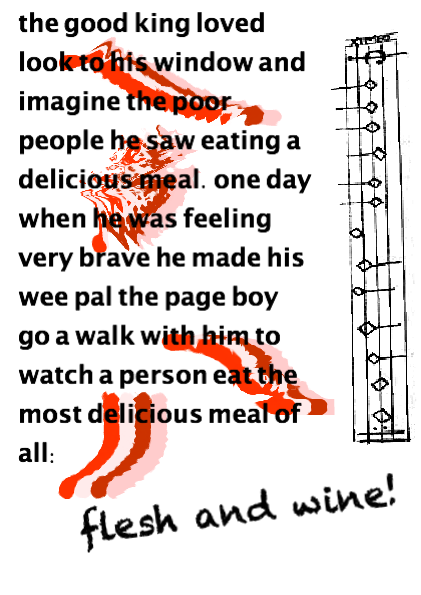 the good king loved
look to his window and
imagine the poor
people he saw eating a
delicious meal. one day
when he was feeling
very brave he made his
wee pal the page boy
go a walk with him to
watch a person eat the
most delicious meal of
all:
flesh and wine!